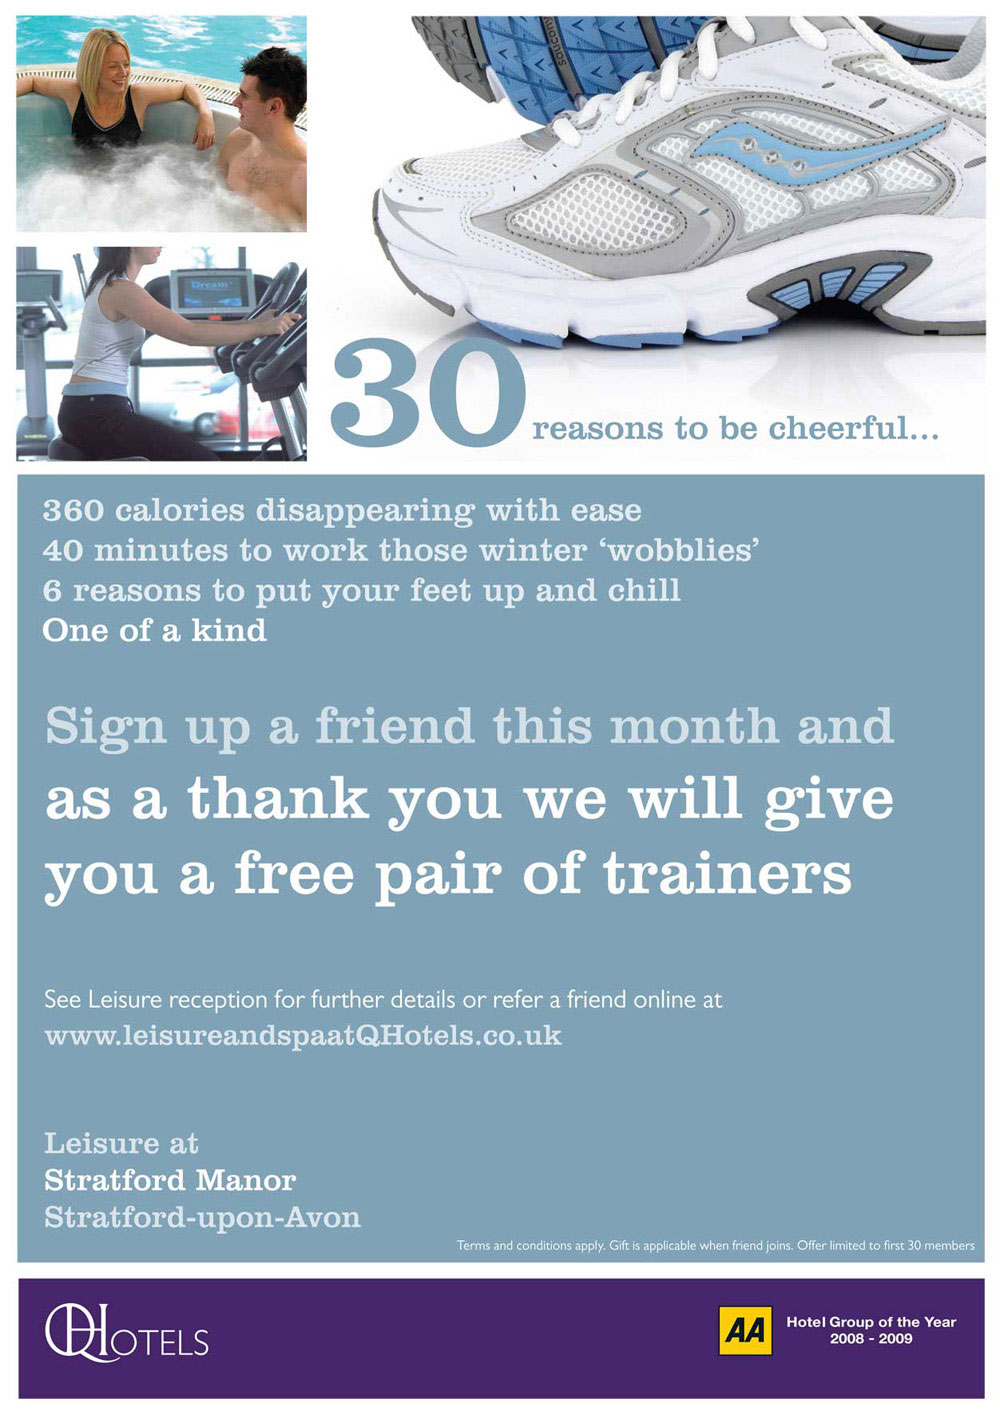 saucony
Dream
30 reasons to be cheerful...
360 calories disappearing with ease
40 minutes to work those winter ‘wobblies’
6 reasons to put your feet up and chill
One of a kind
Sign up a friend this month and
as a thank you we will give
you a free pair of trainers
See Leisure reception for further details or refer a friend online at
www.leisureandspaatQHotels.co.uk
Leisure at
Stratford Manor
Stratford-upon-Avon
Terms and conditions apply. Gift is applicable when friend joins. Offer limited to first 30 members
QHOTELS
AA
Hotel Group of the Year
2008 - 2009